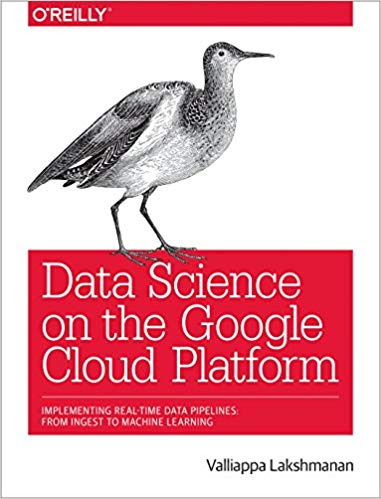 O'REILLY®
Data Science
on the Google
Cloud Platform
IMPLEMENTING REAL-TIME DATA PIPELINES:
FROM INGEST TO MACHINE LEARNING
Valliappa Lakshmanan